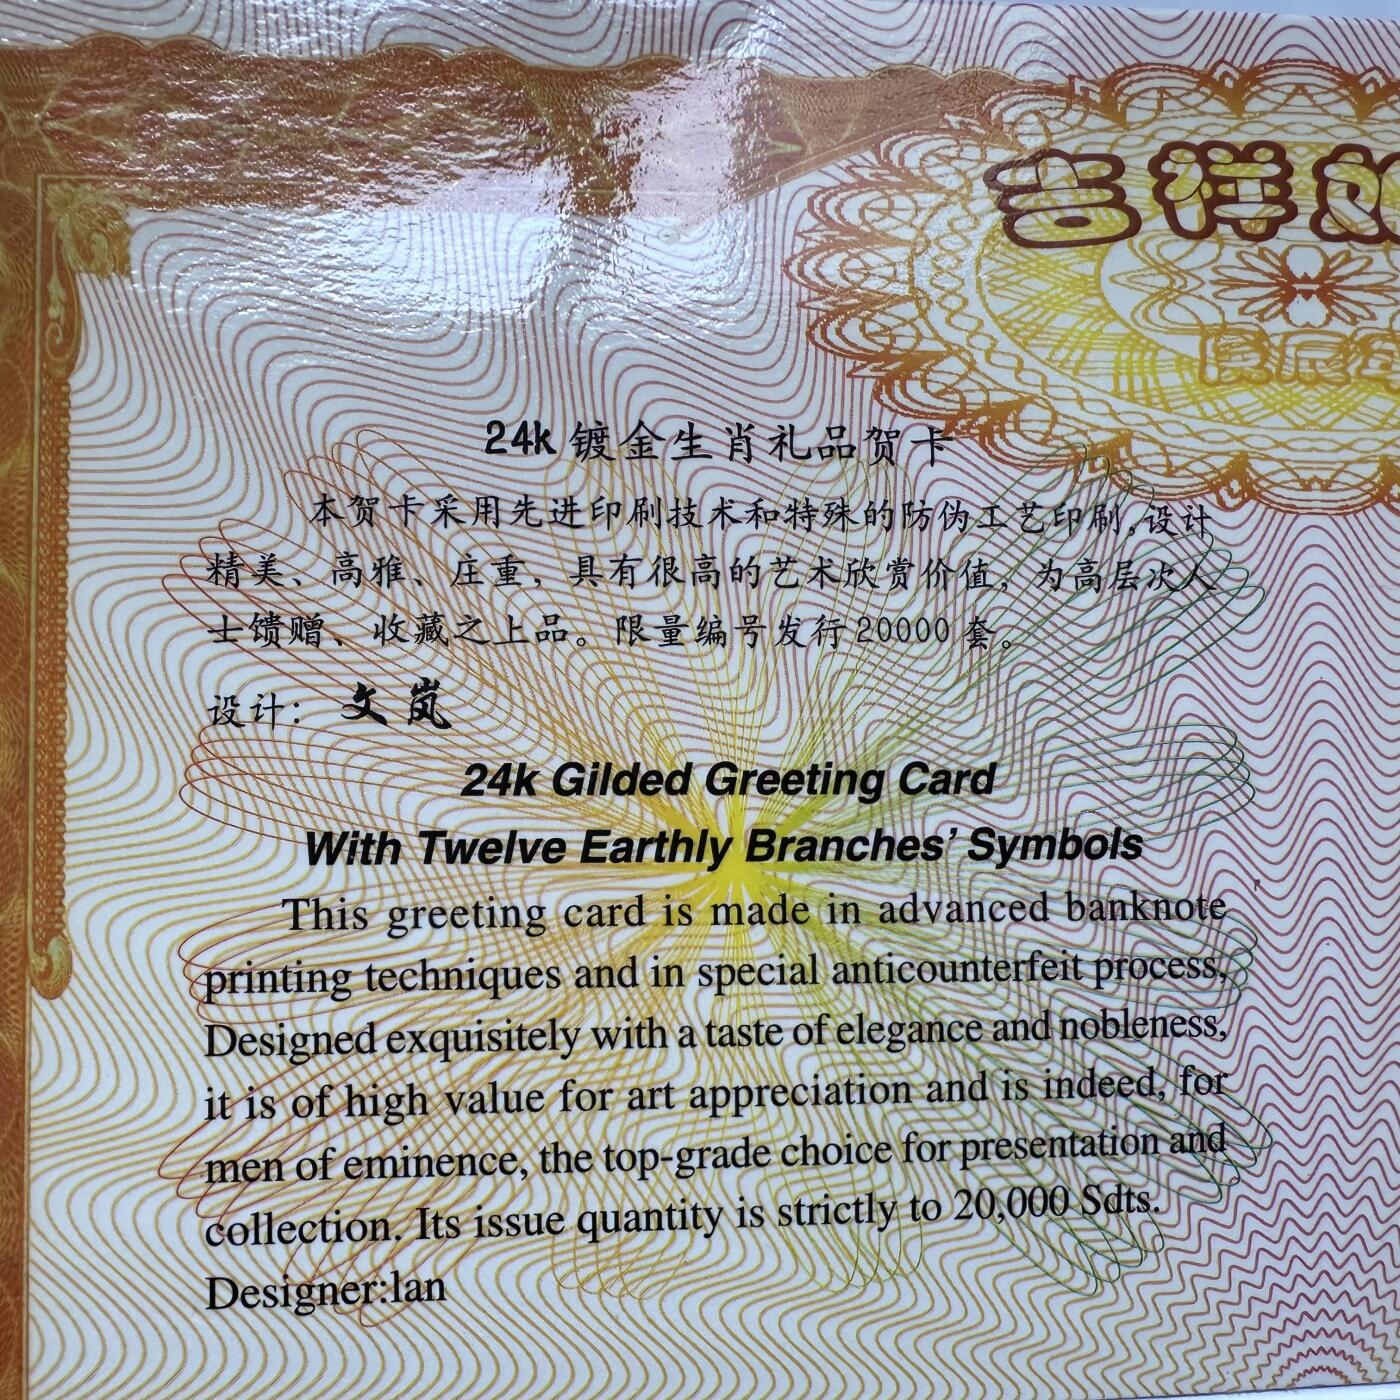 吉祥
庚辰年
24k 镀金生肖礼品贺卡
本贺卡采用先进印刷技术和特殊的防伪工艺印刷,设计
精美、高雅、庄重，具有很高的艺术欣赏价值，为高层次人
士馈赠、收藏之上品。限量编号发行20000 套。
设计：文岚
24k Gilded Greeting Card
With Twelve Earthly Branches’ Symbols
This greeting card is made in advanced banknote
printing techniques and in special anticounterfeit process,
Designed exquisitely with a taste of elegance and nobleness,
it is of high value for art appreciation and is indeed, for
men of eminence, the top-grade choice for presentation and
collection. Its issue quantity is strictly to 20,000 Sdts.
Designer:lan